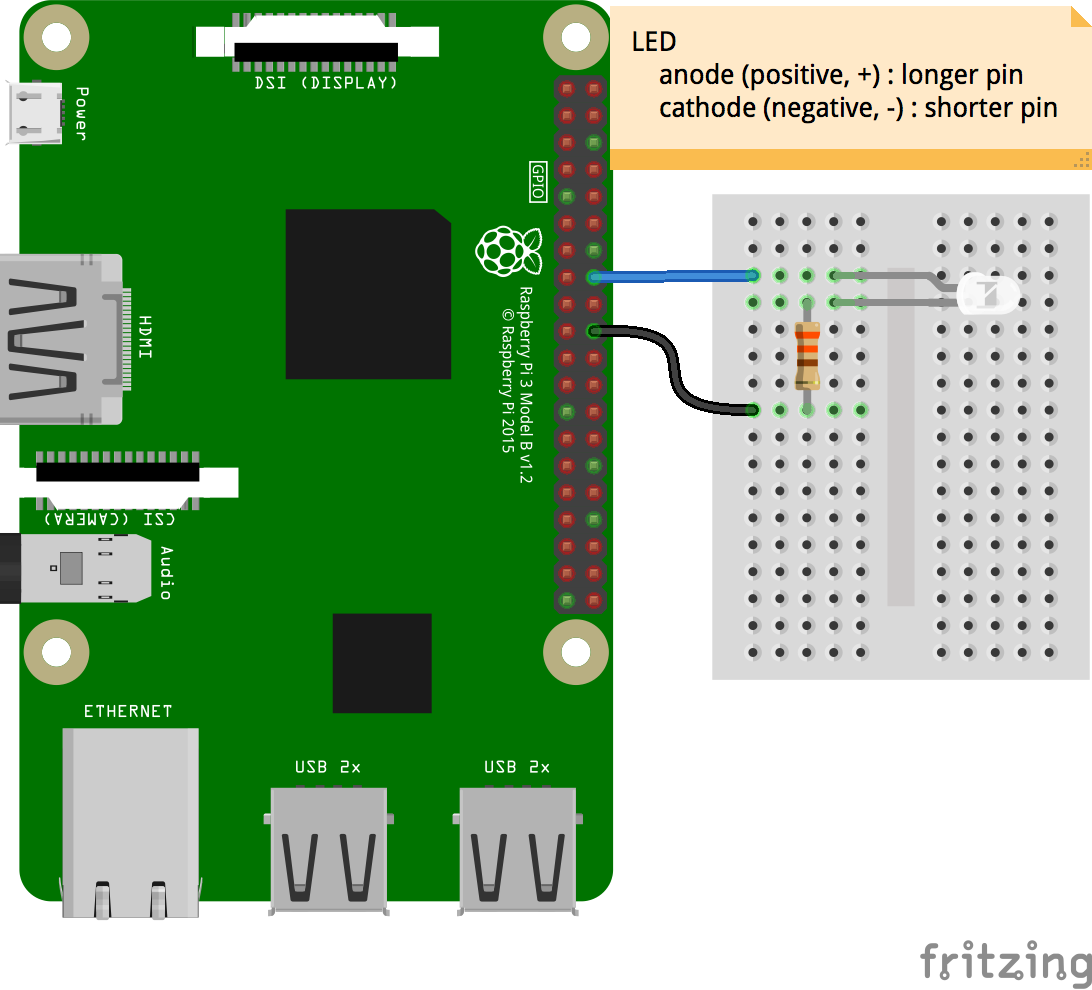 LED
anode (positive, +) : longer pin
cathode (negative, -) : shorter pin
DSI (DISPLAY)
Power
GPIO
HDMI
Raspberry Pi 3 Model B v1.2
© Raspberry Pi 2015
CSI (CAMERA)
Audio
ETHERNET
USB 2x
USB 2x
fritzing